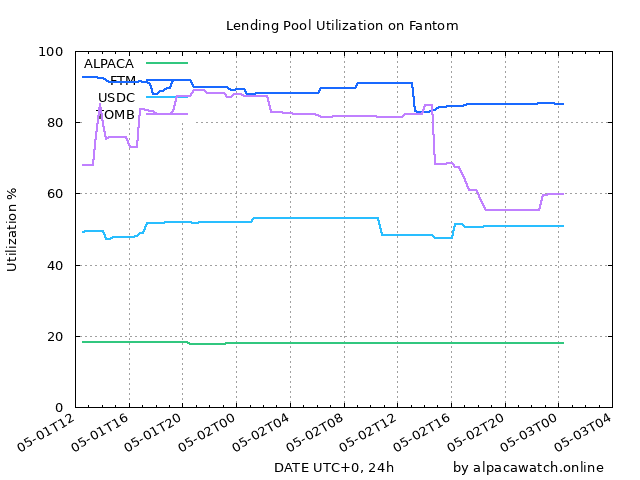 Lending Pool Utilization on Fantom
100
80
60
40
20
0
Utilization %
ALPACA
FTM
USDC
TOMB
05-01T12
05-01T16
05-01T20
05-02T00
05-02T04
05-02T08
05-02T12
05-02T16
05-02T20
05-03T00
05-03T04
DATE UTC+0, 24h
by alpacawatch.online